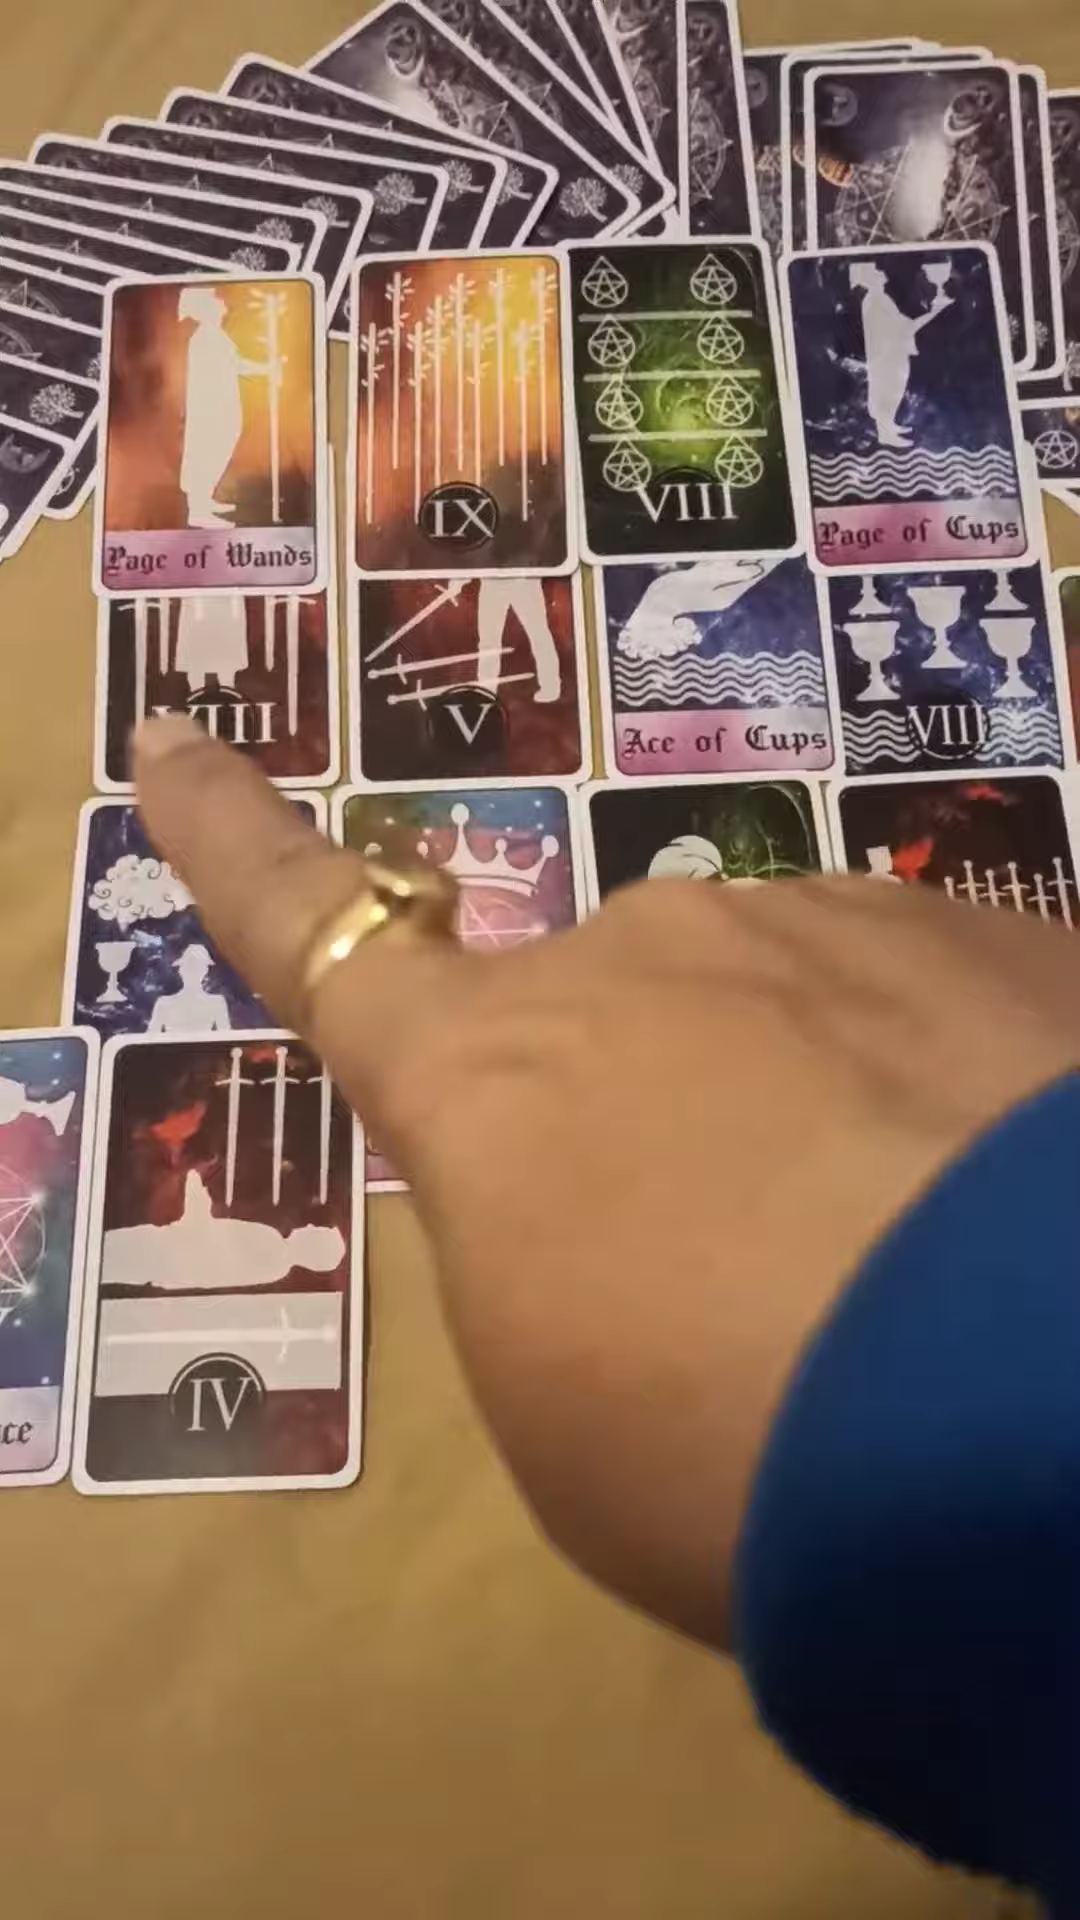 IX
VIII
Page of Wands
Page of Cups
VIII
V
Ace of Cups
VIII
IV